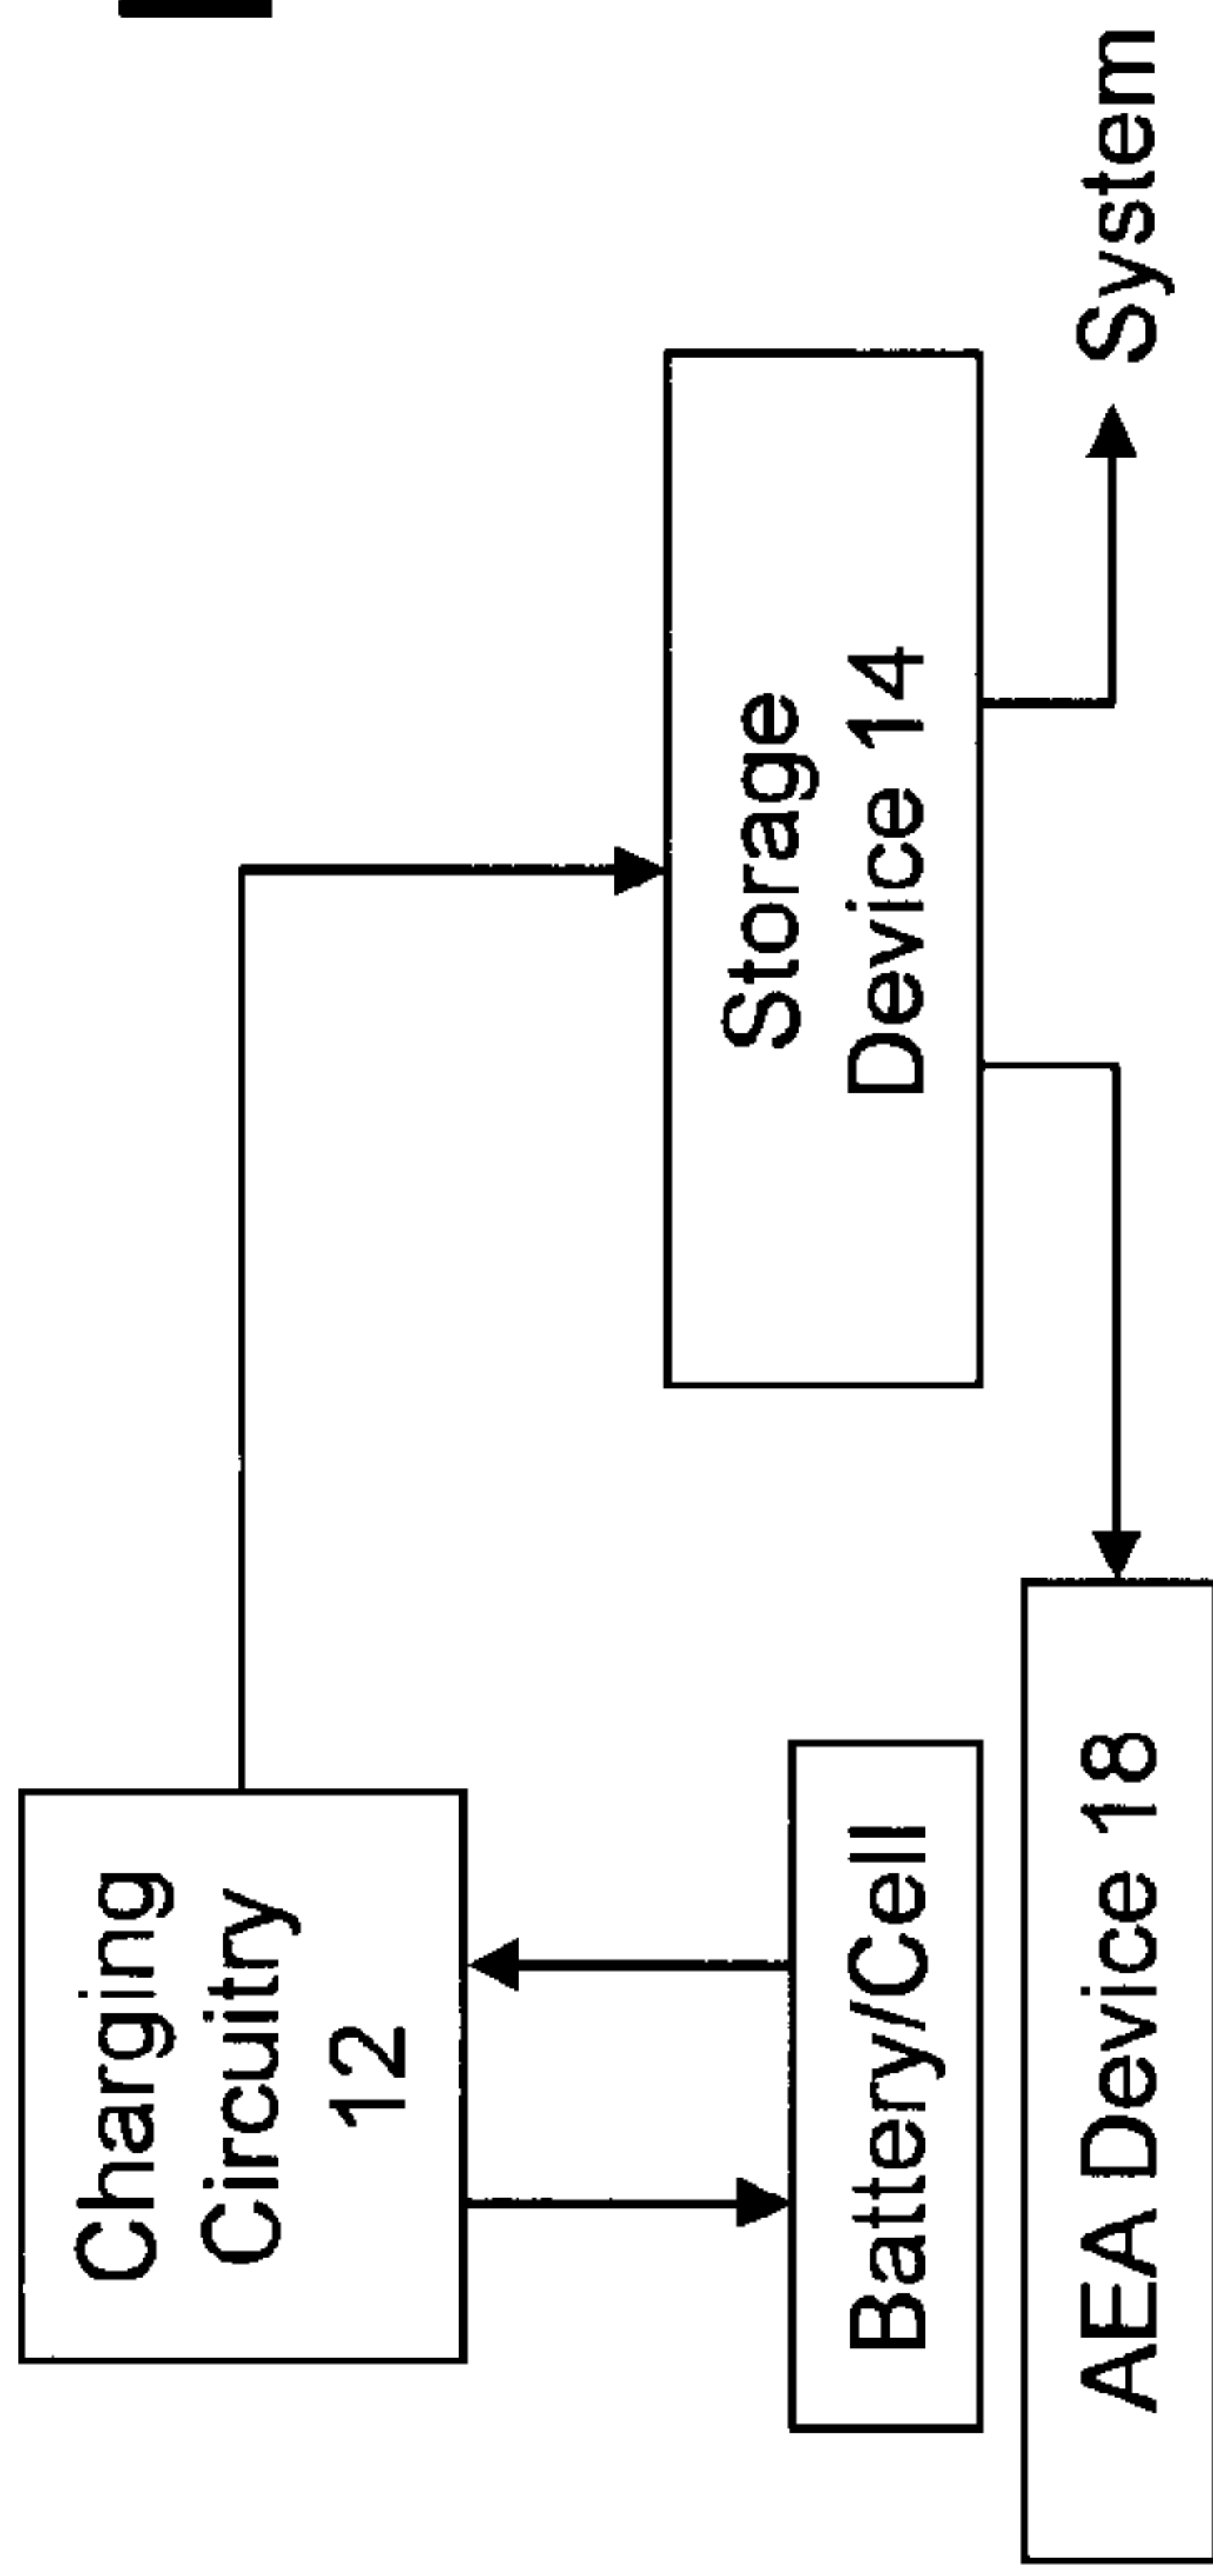 Charging
Circuitry
12
Storage
Device 14
Battery/Cell
AEA Device 18
System